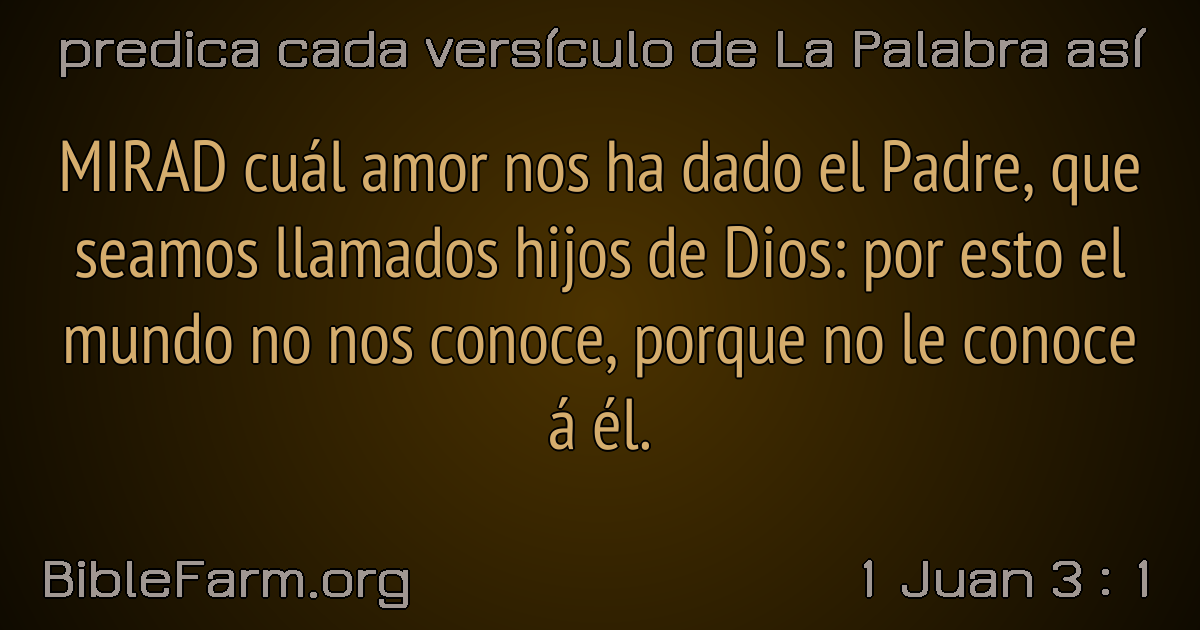 predica cada versículo de La Palabra así
MIRAD cuál amor nos ha dado el Padre, que
seamos llamados hijos de Dios: por esto el
mundo no nos conoce, porque no le conoce
á él.
BibleFarm.org
1 Juan 3 : 1